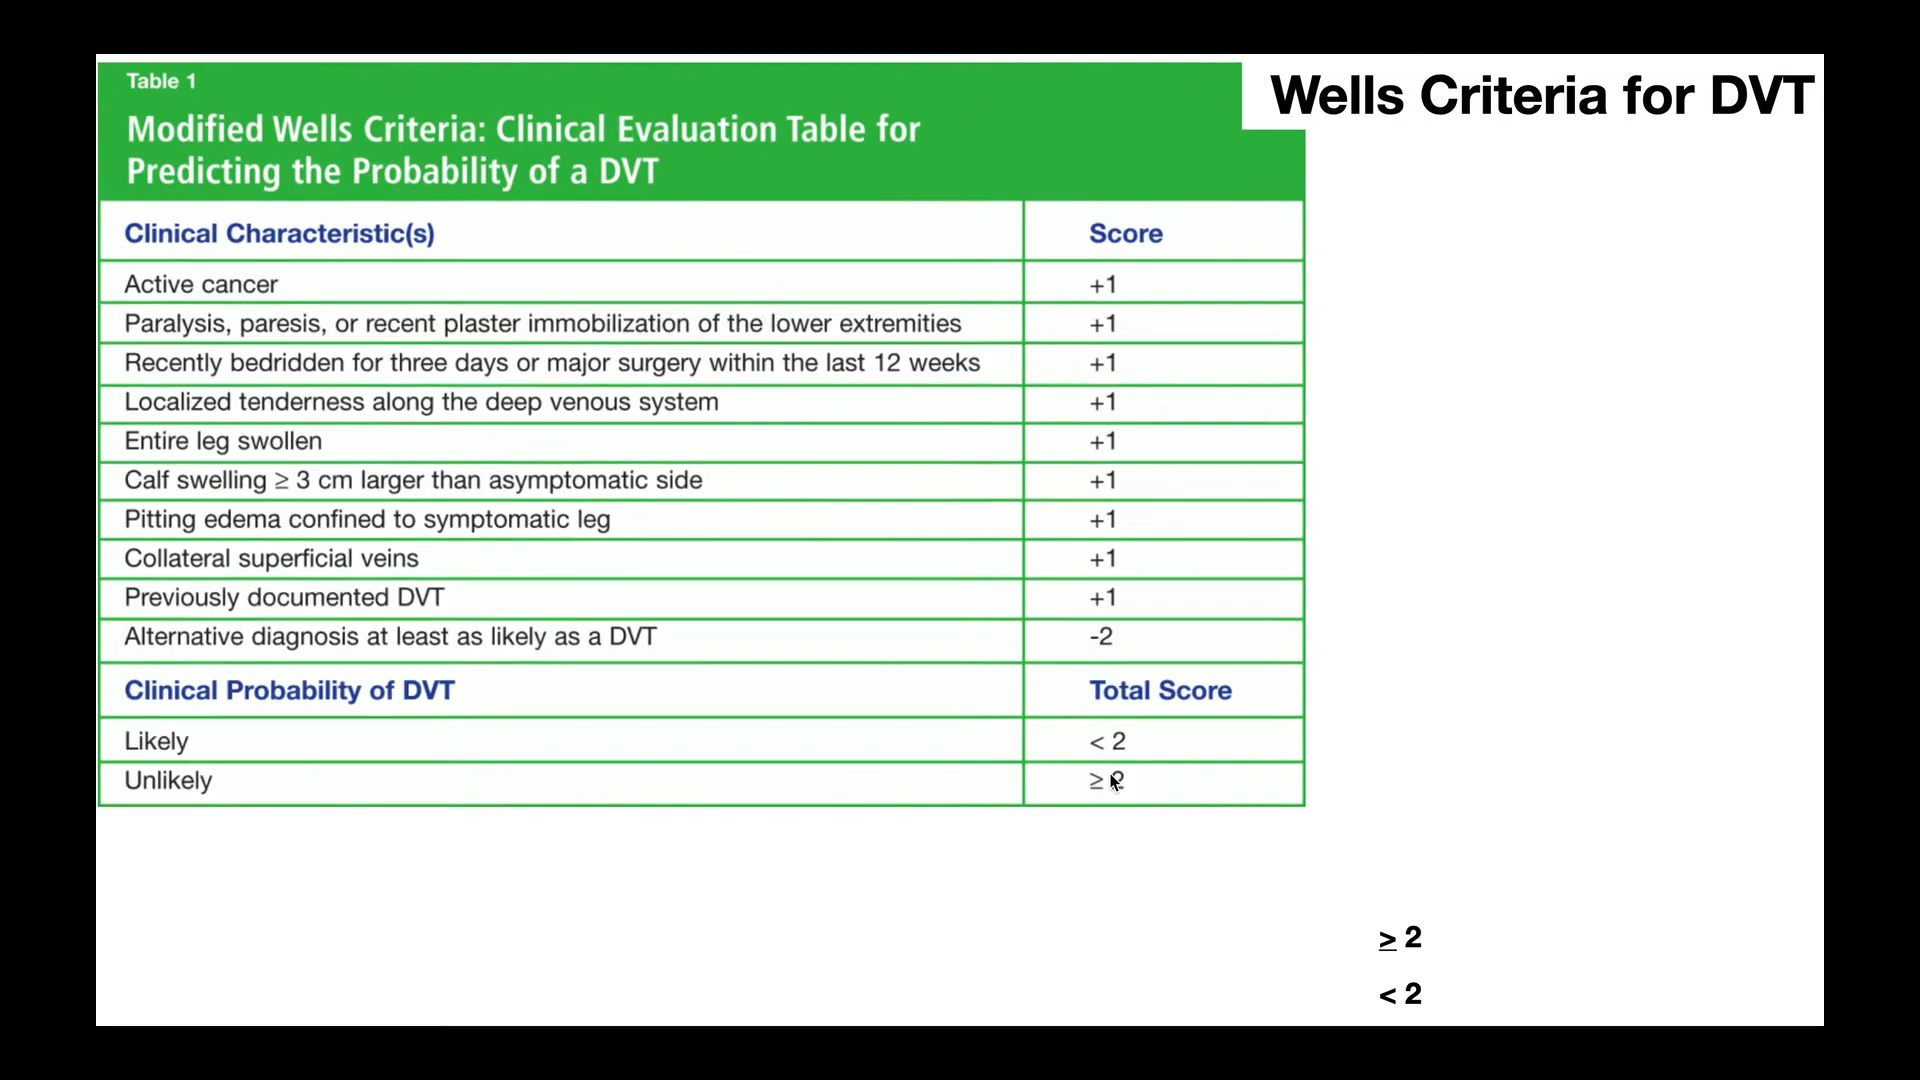 Table 1
Wells Criteria for DVT
Modified Wells Criteria: Clinical Evaluation Table for
Predicting the Probability of a DVT
Clinical Characteristic(s) Score
Active cancer +1
Paralysis, paresis, or recent plaster immobilization of the lower extremities +1
Recently bedridden for three days or major surgery within the last 12 weeks +1
Localized tenderness along the deep venous system +1
Entire leg swollen +1
Calf swelling ≥ 3 cm larger than asymptomatic side +1
Pitting edema confined to symptomatic leg +1
Collateral superficial veins +1
Previously documented DVT +1
Alternative diagnosis at least as likely as a DVT -2
Clinical Probability of DVT Total Score
Likely < 2
Unlikely ≥ 2
≥ 2
< 2